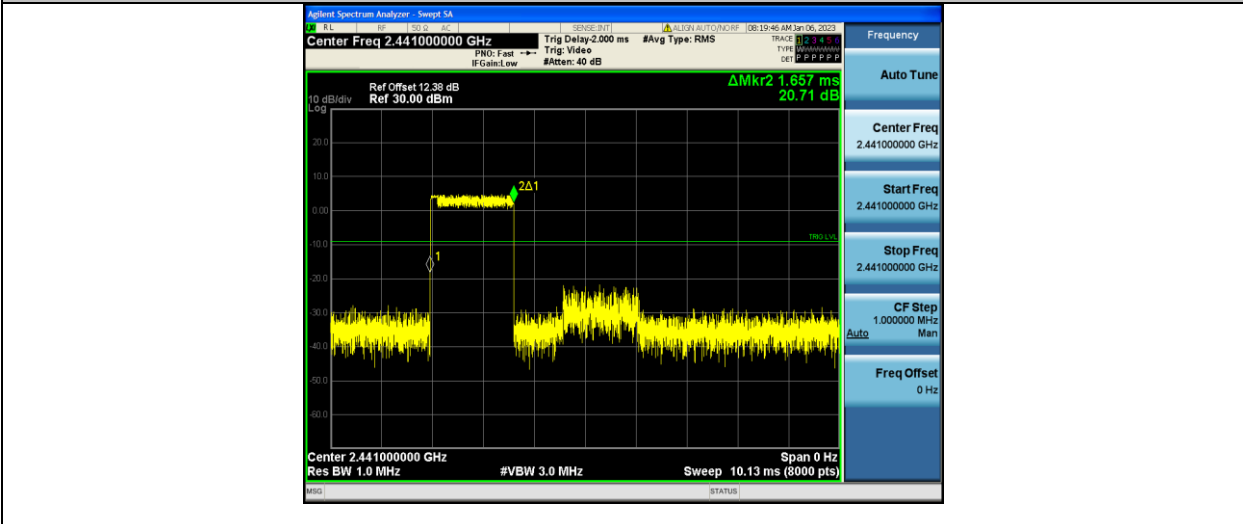 Agilent Spectrum Analyzer - Swept SA
RL RF 50 Ω AC SENSE:INT ALIGN AUTO/NO RF 08:19:46 AM Jan 06, 2023
Center Freq 2.441000000 GHz
PNO: Fast
IFGain:Low
Trig Delay-2.000 ms
Trig: Video
#Atten: 40 dB
#Avg Type: RMS
TRACE 1 2 3 4 5 6
TYPE
DET P P P P P P
Ref Offset 12.38 dB
10 dB/div Ref 30.00 dBm
Log
ΔMkr2 1.657 ms
20.71 dB
20.0
10.0
0.00
-10.0
-20.0
-30.0
-40.0
-50.0
-60.0
2Δ1
1
TRIG LVL
Center 2.441000000 GHz
Res BW 1.0 MHz
#VBW 3.0 MHz
Span 0 Hz
Sweep 10.13 ms (8000 pts)
MSG
STATUS
Frequency
Auto Tune
Center Freq
2.441000000 GHz
Start Freq
2.441000000 GHz
Stop Freq
2.441000000 GHz
CF Step
1.000000 MHz
Auto Man
Freq Offset
0 Hz